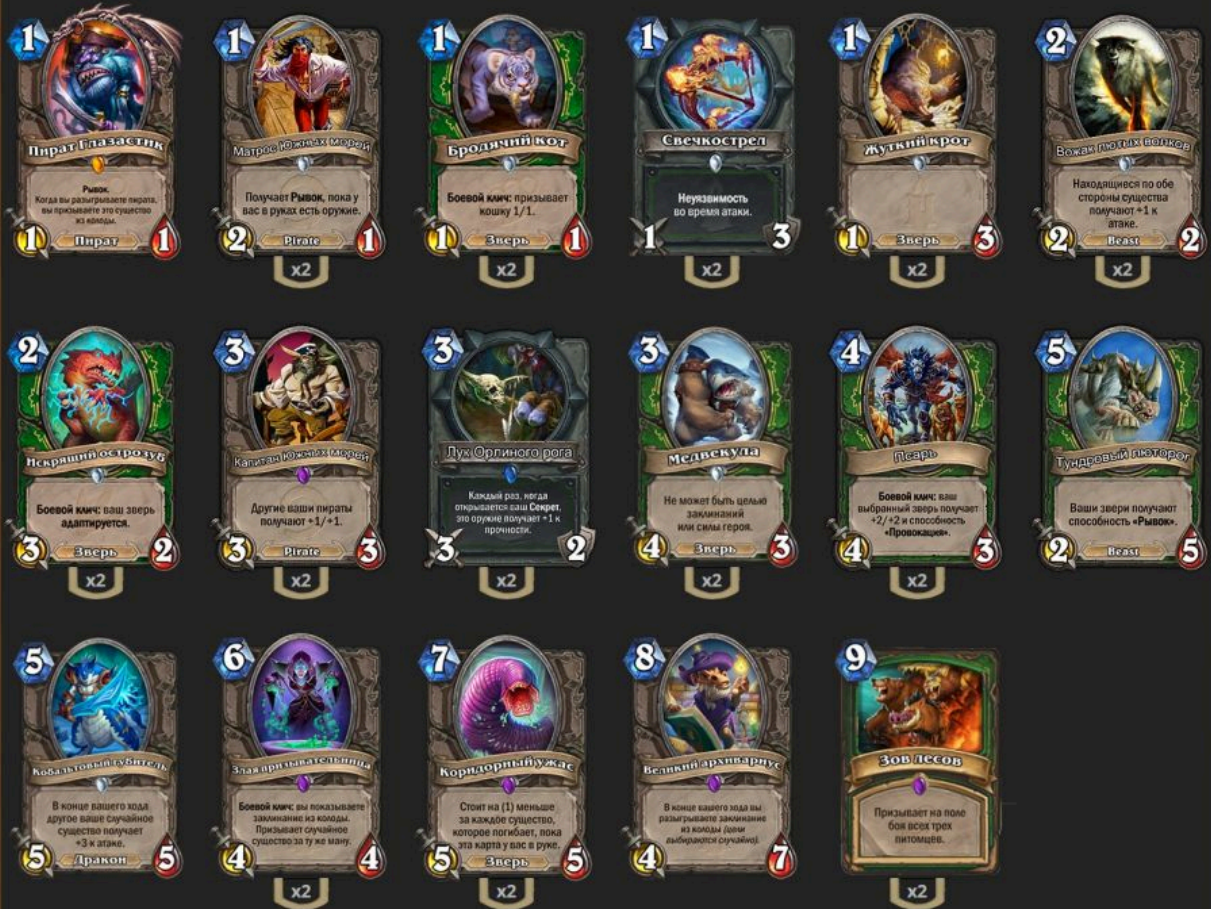 1
Пират Глазастик
Рывок.
Когда вы разыгрываете пирата,
вы призываете это существо
из колоды.
1 Пират 1
1
Матрос Южных морей
Получает Рывок, пока у
вас в руках есть оружие.
2 Pirate 1
x2
1
Бродячий кот
Боевой клич: призывает
кошку 1/1.
1 Зверь 1
x2
1
Свечкострел
Неуязвимость
во время атаки.
1 3
x2
1
Жуткий крот
1 Зверь 3
x2
2
Вожак лютых волков
Находящиеся по обе
стороны существа
получают +1 к
атаке.
2 Beast 2
x2
2
Искрящий острозуб
Боевой клич: ваш зверь
адаптируется.
3 Зверь 2
x2
3
Капитан Южных морей
Другие ваши пираты
получают +1/+1.
3 Pirate 3
x2
3
Лук Орлиного рога
Каждый раз, когда
открывается ваш Секрет,
это оружие получает +1 к
прочности.
3 2
x2
3
Медвекула
Не может быть целью
заклинаний
или силы героя.
4 Зверь 3
x2
4
Псарь
Боевой клич: ваш
выбранный зверь получает
+2/+2 и способность
«Провокация».
4 3
x2
5
Тундровый люторог
Ваши звери получают
способность «Рывок».
2 Beast 5
5
Кобальтовый губитель
В конце вашего хода
другое ваше случайное
существо получает
+3 к атаке.
5 Дракон 5
6
Злая призывательница
Боевой клич: вы показываете
заклинание из колоды.
Призывает случайное
существо за ту же ману.
4 4
x2
7
Коридорный ужас
Стоит на (1) меньше
за каждое существо,
которое погибает, пока
эта карта у вас в руке.
5 Зверь 5
x2
8
Великий архивариус
В конце вашего хода вы
разыгрываете заклинание
из колоды (цели
выбираются случайно).
4 7
9
Зов лесов
Призывает на поле
боя всех трех
питомцев.
x2